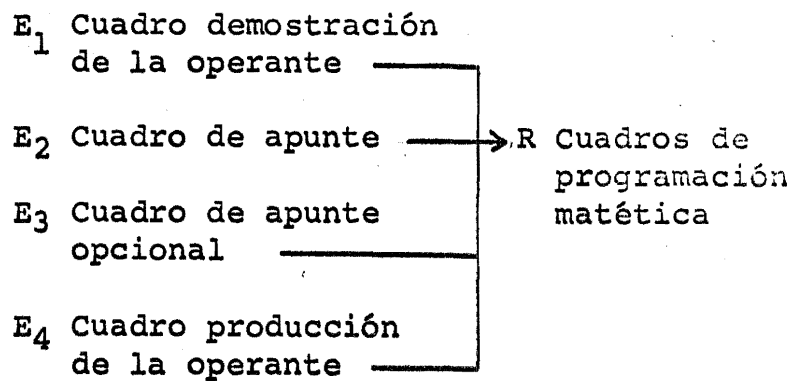 E1 Cuadro demostración
de la operante
E2 Cuadro de apunte
R Cuadros de
programación
matética
E3 Cuadro de apunte
opcional
E4 Cuadro producción
de la operante